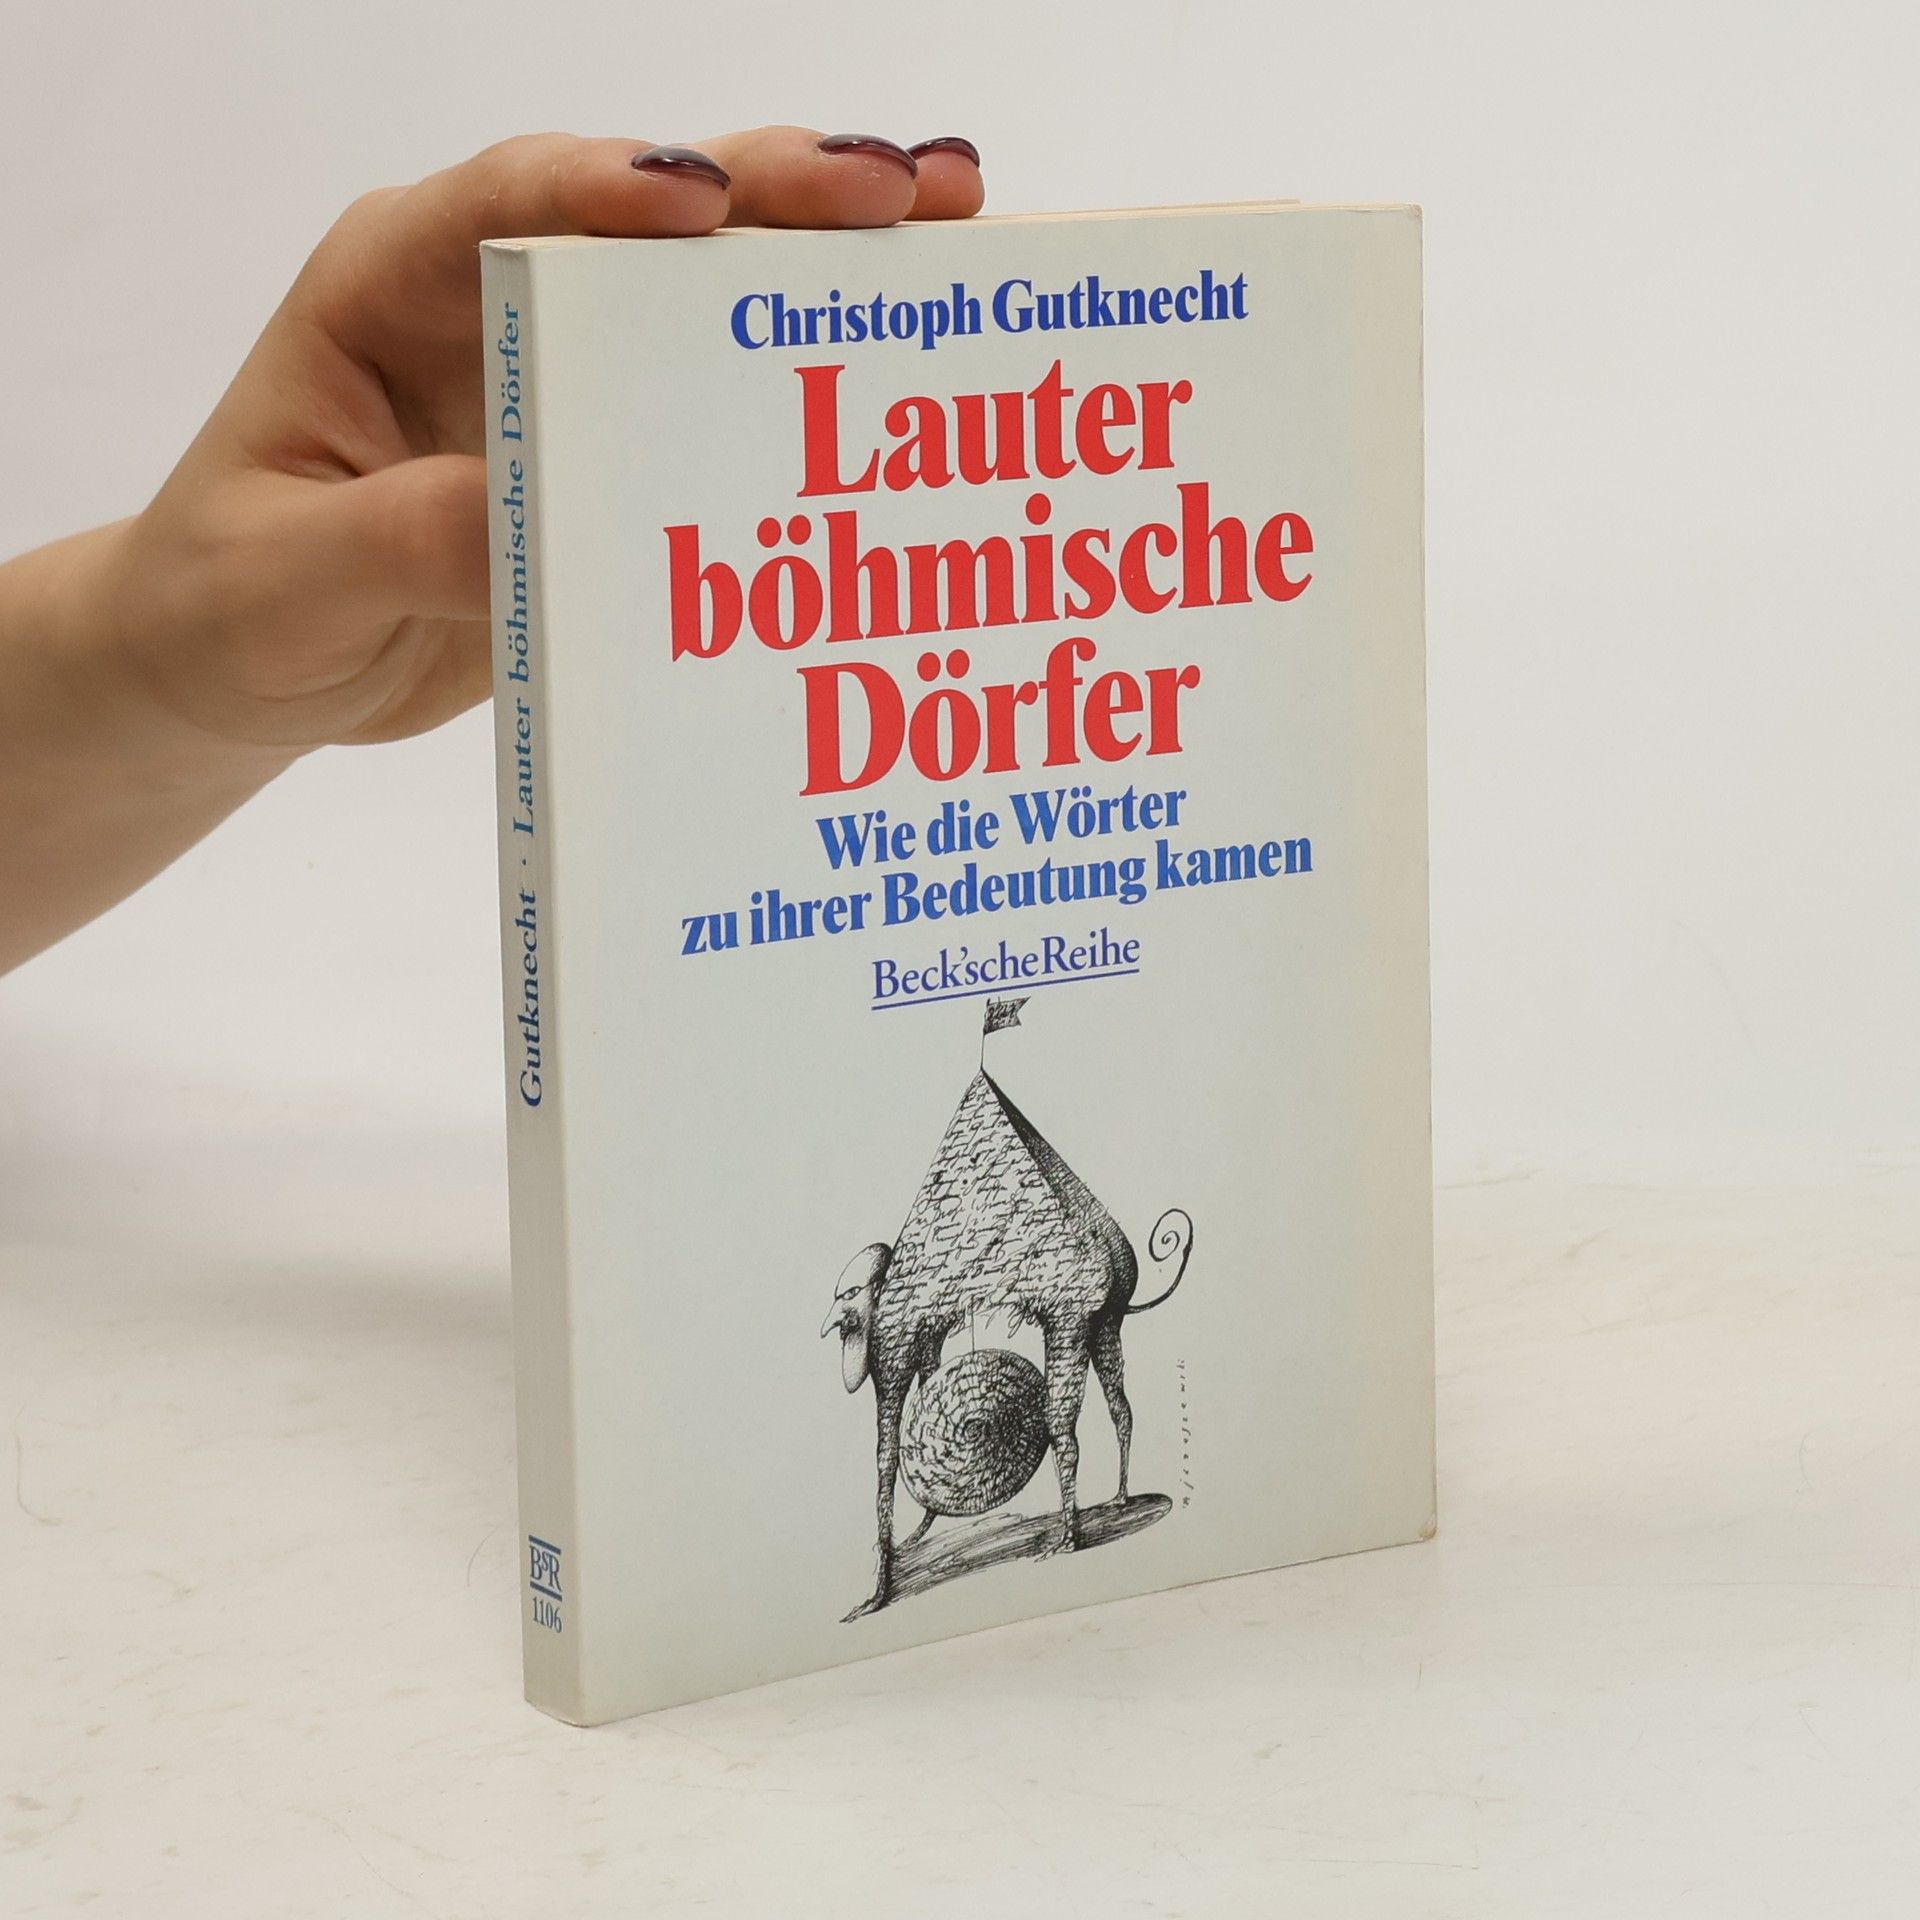 Christoph Gutknecht
Lauter
böhmische
Dörfer
Wie die Wörter
zu ihrer Bedeutung kamen
Beck'sche Reihe
Gutknecht · Lauter böhmische Dörfer
BsR
1106